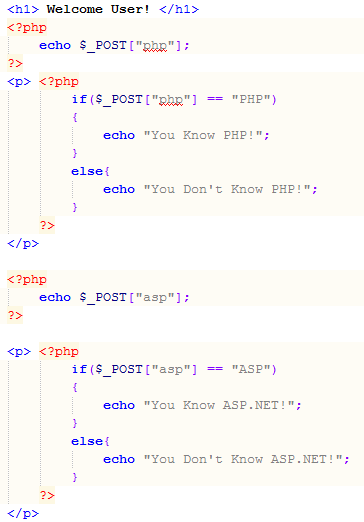 <h1> Welcome User! </h1>
<?php
    echo $_POST["php"];
?>
<p> <?php
        if($_POST["php"] == "PHP")
        {
            echo "You Know PHP!";
        }
        else{
            echo "You Don't Know PHP!";
        }
    ?>
</p>

<?php
    echo $_POST["asp"];
?>

<p> <?php
        if($_POST["asp"] == "ASP")
        {
            echo "You Know ASP.NET!";
        }
        else{
            echo "You Don't Know ASP.NET!";
        }
    ?>
</p>